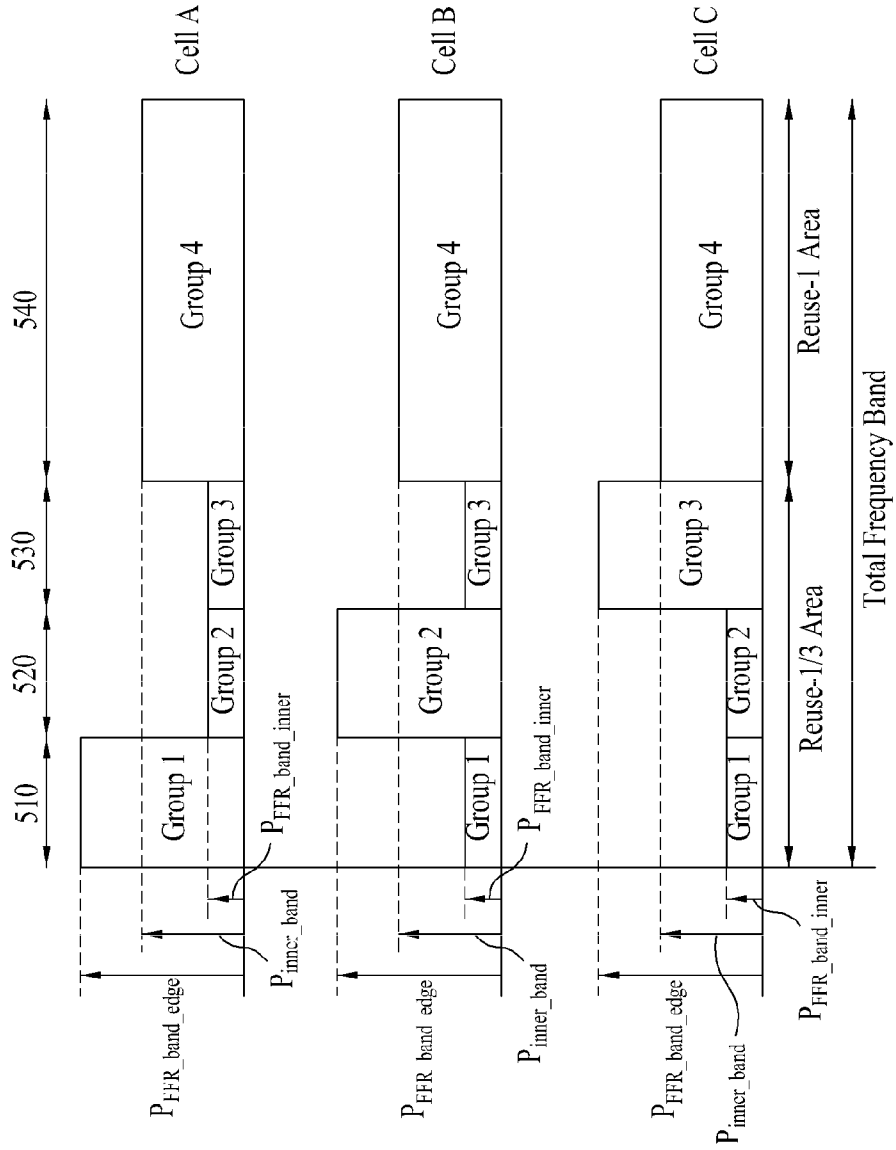 510
520
530
540
P_FFR_band_edge
P_inner_band
P_FFR_band_inner
Group 1
Group 2
Group 3
Group 4
Cell A
P_FFR_band_edge
P_inner_band
P_FFR_band_inner
Group 1
Group 2
Group 3
Group 4
Cell B
P_FFR_band_edge
P_inner_band
P_FFR_band_inner
Group 1
Group 2
Group 3
Group 4
Cell C
Reuse-1/3 Area
Reuse-1 Area
Total Frequency Band